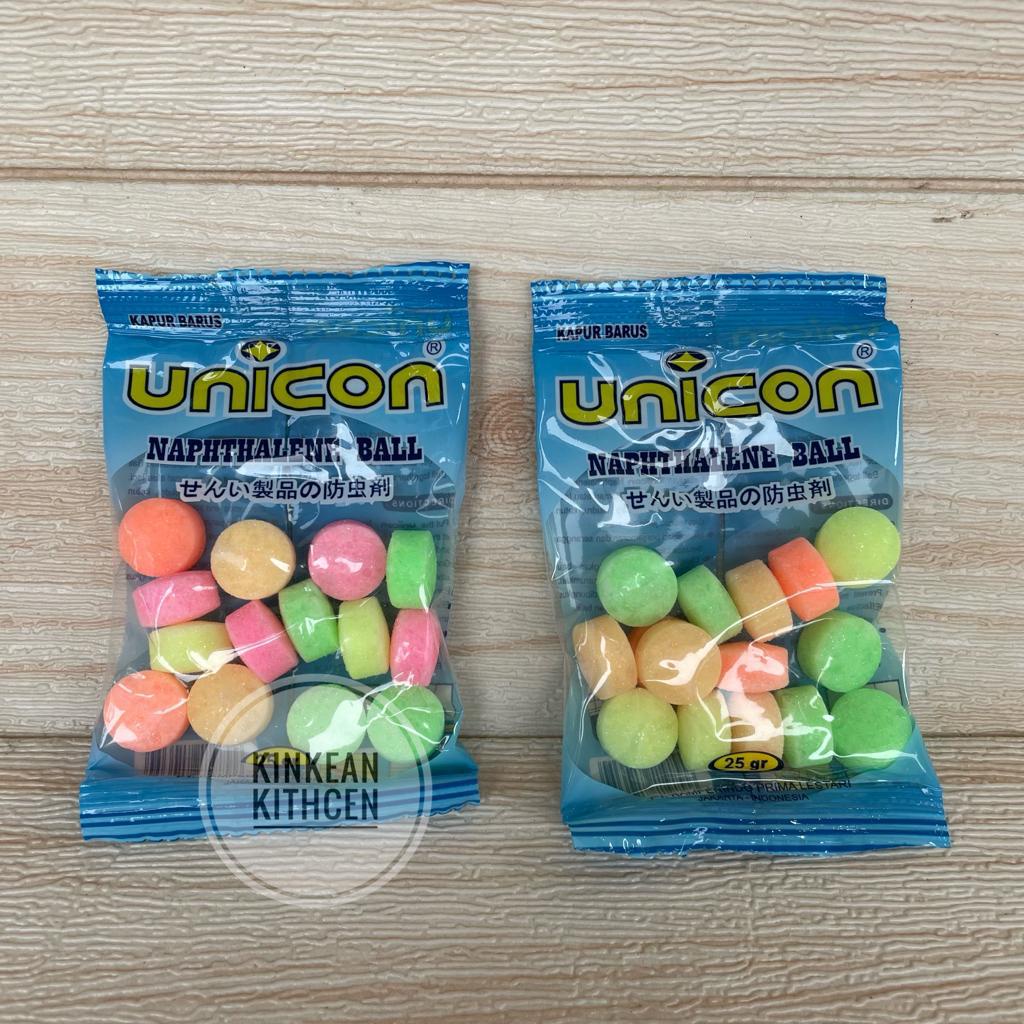 KAPUR BARUS
unicon®
NAPHTHALENE BALL
せんい製品の防虫剤
KINKEAN
KITHCEN
KAPUR BARUS
unicon®
NAPHTHALENE BALL
せんい製品の防虫剤
DIRECTIONS
25 gr
PRIMA LESTARI
JAKARTA - INDONESIA